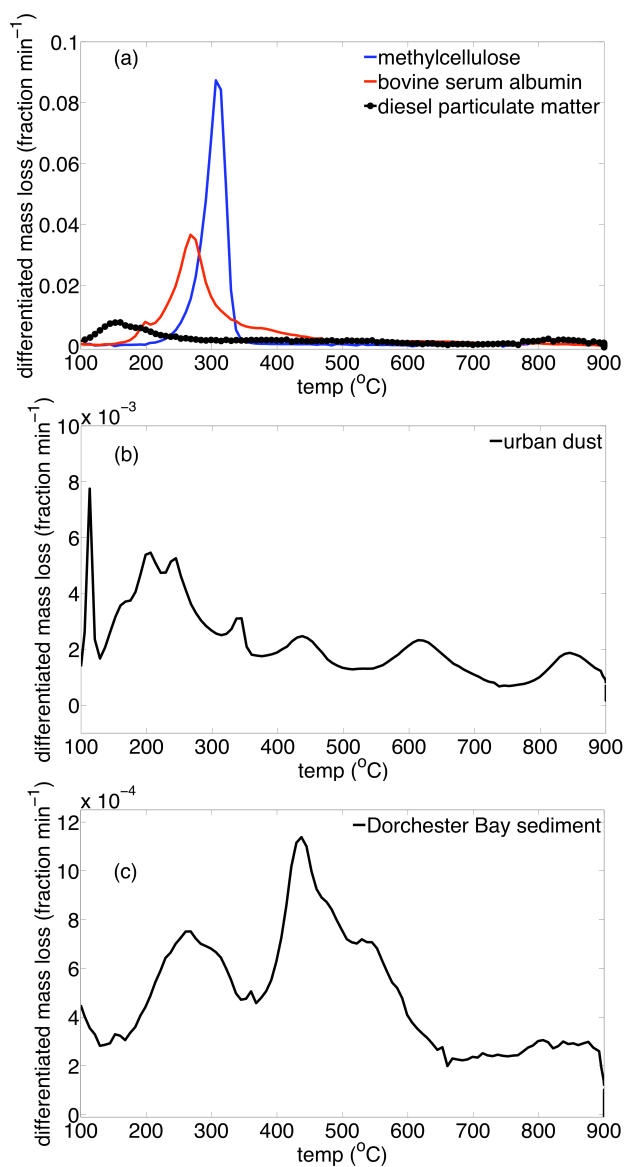 0.1
(a)
methylcellulose
bovine serum albumin
diesel particulate matter
0.08
0.06
0.04
0.02
0
differentiated mass loss (fraction min⁻¹)
100 200 300 400 500 600 700 800 900
temp (°C)
10 x 10⁻³
(b)
urban dust
8
6
4
2
0
differentiated mass loss (fraction min⁻¹)
100 200 300 400 500 600 700 800 900
temp (°C)
x 10⁻⁴
12
Dorchester Bay sediment
(c)
10
8
6
4
2
0
differentiated mass loss (fraction min⁻¹)
100 200 300 400 500 600 700 800 900
temp (°C)